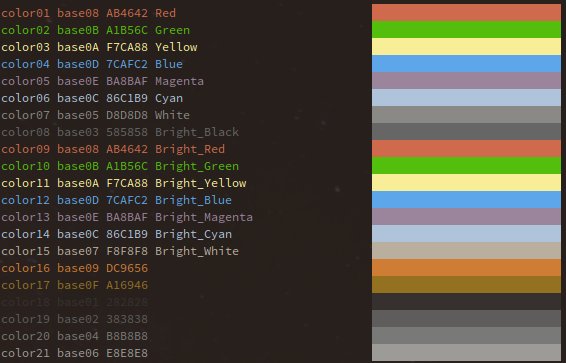 color01 base08 AB4642 Red
color02 base0B A1B56C Green
color03 base0A F7CA88 Yellow
color04 base0D 7CAFC2 Blue
color05 base0E BA8BAF Magenta
color06 base0C 86C1B9 Cyan
color07 base05 D8D8D8 White
color08 base03 585858 Bright_Black
color09 base08 AB4642 Bright_Red
color10 base0B A1B56C Bright_Green
color11 base0A F7CA88 Bright_Yellow
color12 base0D 7CAFC2 Bright_Blue
color13 base0E BA8BAF Bright_Magenta
color14 base0C 86C1B9 Bright_Cyan
color15 base07 F8F8F8 Bright_White
color16 base09 DC9656
color17 base0F A16946
color18 base01 282828
color19 base02 383838
color20 base04 B8B8B8
color21 base06 E8E8E8